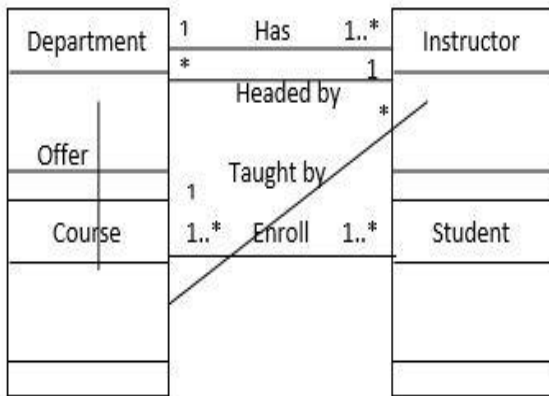 Department 1 Has 1..* Instructor
* 1
Headed by
*
Offer
Taught by
1
Course 1..* Enroll 1..* Student